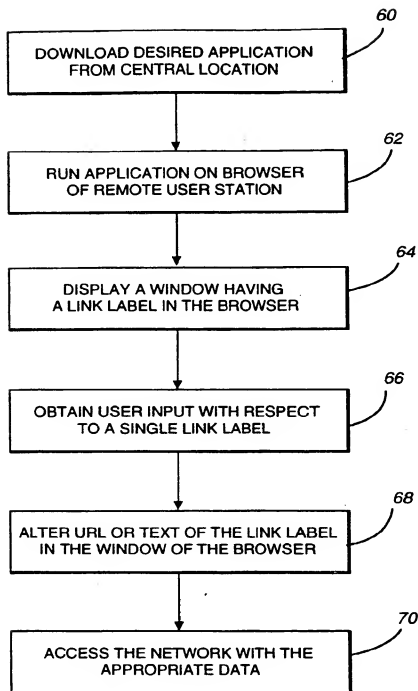 60
DOWNLOAD DESIRED APPLICATION
FROM CENTRAL LOCATION
62
RUN APPLICATION ON BROWSER
OF REMOTE USER STATION
64
DISPLAY A WINDOW HAVING
A LINK LABEL IN THE BROWSER
66
OBTAIN USER INPUT WITH RESPECT
TO A SINGLE LINK LABEL
68
ALTER URL OR TEXT OF THE LINK LABEL
IN THE WINDOW OF THE BROWSER
70
ACCESS THE NETWORK WITH THE
APPROPRIATE DATA